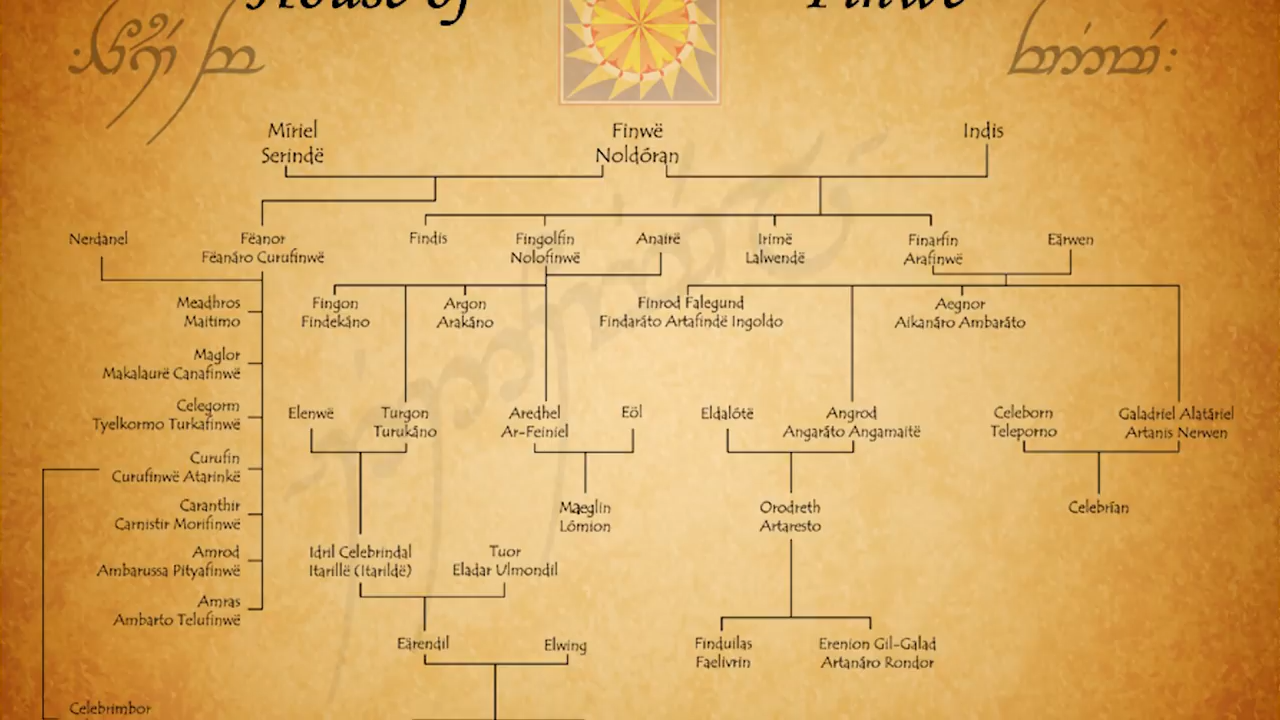 House of Finwë
Míriel
Serindë
Finwë
Noldóran
Indis
Nerdanel
Fëanor
Fëanáro Curufinwë
Findis
Fingolfin
Nolofinwë
Anairë
Irimë
Lalwendë
Finarfin
Arafinwë
Eärwen
Meadhros
Maitimo
Fingon
Findekáno
Argon
Arakáno
Finrod Falegund
Findaráto Artafindë Ingoldo
Aegnor
Aikanáro Ambaráto
Maglor
Makalaurë Canafinwë
Celegorm
Tyelkormo Turkafinwë
Elenwë
Turgon
Turukáno
Aredhel
Ar-Feiniel
Eöl
Eldalótë
Angrod
Angaráto Angamaitë
Celeborn
Teleporno
Galadriel Alatáriel
Artanis Nerwen
Curufin
Curufinwë Atarinkë
Caranthir
Carnistir Morifinwë
Maeglin
Lómion
Orodreth
Artaresto
Celebrían
Amrod
Ambarussa Pityafinwë
Idril Celebrindal
Itarillë (Itarildë)
Tuor
Eladar Ulmondil
Amras
Ambarto Telufinwë
Eärendil
Elwing
Finduilas
Faelivrin
Erenion Gil-Galad
Artanáro Rondor
Celebrimbor